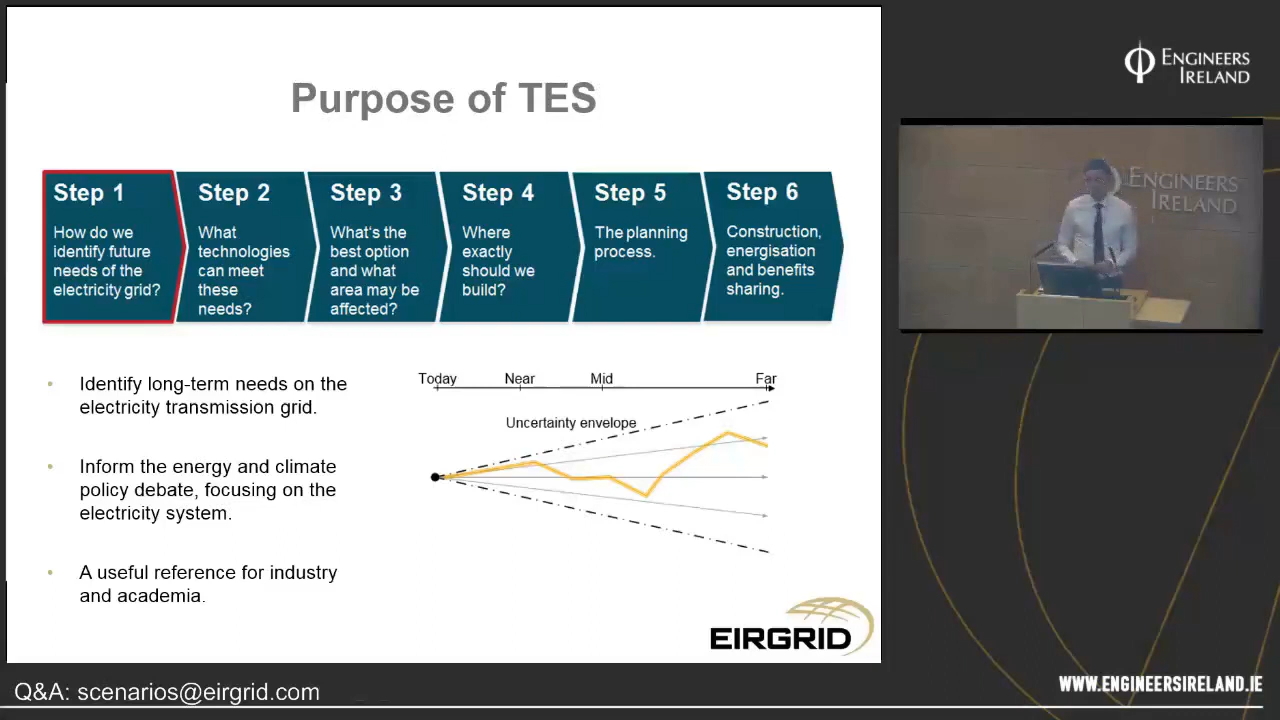 Purpose of TES
Step 1
How do we
identify future
needs of the
electricity grid?
Step 2
What
technologies
can meet
these
needs?
Step 3
What's the
best option
and what
area may be
affected?
Step 4
Where
exactly
should we
build?
Step 5
The planning
process.
Step 6
Construction,
energisation
and benefits
sharing.
• Identify long-term needs on the
electricity transmission grid.
• Inform the energy and climate
policy debate, focusing on the
electricity system.
• A useful reference for industry
and academia.
Today Near Mid Far
Uncertainty envelope
EIRGRID
Q&A: scenarios@eirgrid.com
ENGINEERS
IRELAND
ENGINEERS
IRELAND
WWW.ENGINEERSIRELAND.IE